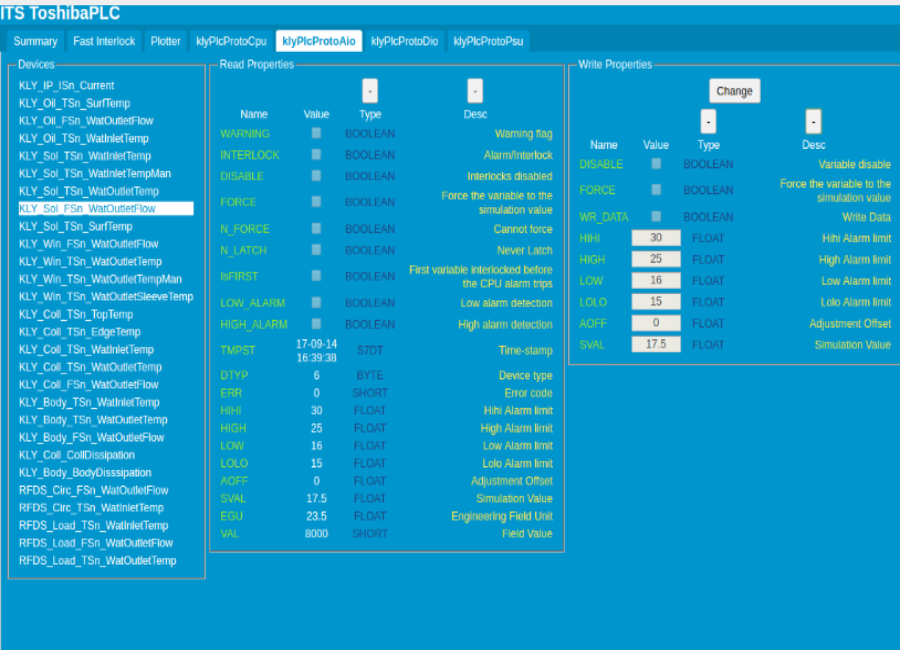 ITS ToshibaPLC
Summary Fast Interlock Plotter klyPlcProtoCpu klyPlcProtoAio klyPlcProtoDio klyPlcProtoPsu
Devices
KLY_IP_ISn_Current
KLY_Oil_TSn_SurfTemp
KLY_Oil_FSn_WatOutletFlow
KLY_Oil_TSn_WatInletTemp
KLY_Sol_TSn_WatInletTemp
KLY_Sol_TSn_WatInletTempMan
KLY_Sol_TSn_WatOutletTemp
KLY_Sol_FSn_WatOutletFlow
KLY_Sol_TSn_SurfTemp
KLY_Win_FSn_WatOutletFlow
KLY_Win_TSn_WatOutletTemp
KLY_Win_TSn_WatOutletTempMan
KLY_Win_TSn_WatOutletSleeveTemp
KLY_Coll_TSn_TopTemp
KLY_Coll_TSn_EdgeTemp
KLY_Coll_TSn_WatInletTemp
KLY_Coll_TSn_WatOutletTemp
KLY_Coll_FSn_WatOutletFlow
KLY_Body_TSn_WatInletTemp
KLY_Body_TSn_WatOutletTemp
KLY_Body_FSn_WatOutletFlow
KLY_Coll_CollDissipation
KLY_Body_BodyDisssipation
RFDS_Circ_FSn_WatOutletFlow
RFDS_Circ_TSn_WatInletTemp
RFDS_Load_TSn_WatInletTemp
RFDS_Load_FSn_WatOutletFlow
RFDS_Load_TSn_WatOutletTemp
Read Properties
- -
Name Value Type Desc
WARNING BOOLEAN Warning flag
INTERLOCK BOOLEAN Alarm/Interlock
DISABLE BOOLEAN Interlocks disabled
FORCE BOOLEAN Force the variable to the
simulation value
N_FORCE BOOLEAN Cannot force
N_LATCH BOOLEAN Never Latch
IsFIRST BOOLEAN First variable interlocked before
the CPU alarm trips
LOW_ALARM BOOLEAN Low alarm detection
HIGH_ALARM BOOLEAN High alarm detection
TMPST 17-09-14
16:39:38 S7DT Time-stamp
DTYP 6 BYTE Device type
ERR 0 SHORT Error code
HIHI 30 FLOAT Hihi Alarm limit
HIGH 25 FLOAT High Alarm limit
LOW 16 FLOAT Low Alarm limit
LOLO 15 FLOAT Lolo Alarm limit
AOFF 0 FLOAT Adjustment Offset
SVAL 17.5 FLOAT Simulation Value
EGU 23.5 FLOAT Engineering Field Unit
VAL 8000 SHORT Field Value
Write Properties
Change
- -
Name Value Type Desc
DISABLE BOOLEAN Variable disable
FORCE BOOLEAN Force the variable to the
simulation value
WR_DATA BOOLEAN Write Data
HIHI 30 FLOAT Hihi Alarm limit
HIGH 25 FLOAT High Alarm limit
LOW 16 FLOAT Low Alarm limit
LOLO 15 FLOAT Lolo Alarm limit
AOFF 0 FLOAT Adjustment Offset
SVAL 17.5 FLOAT Simulation Value